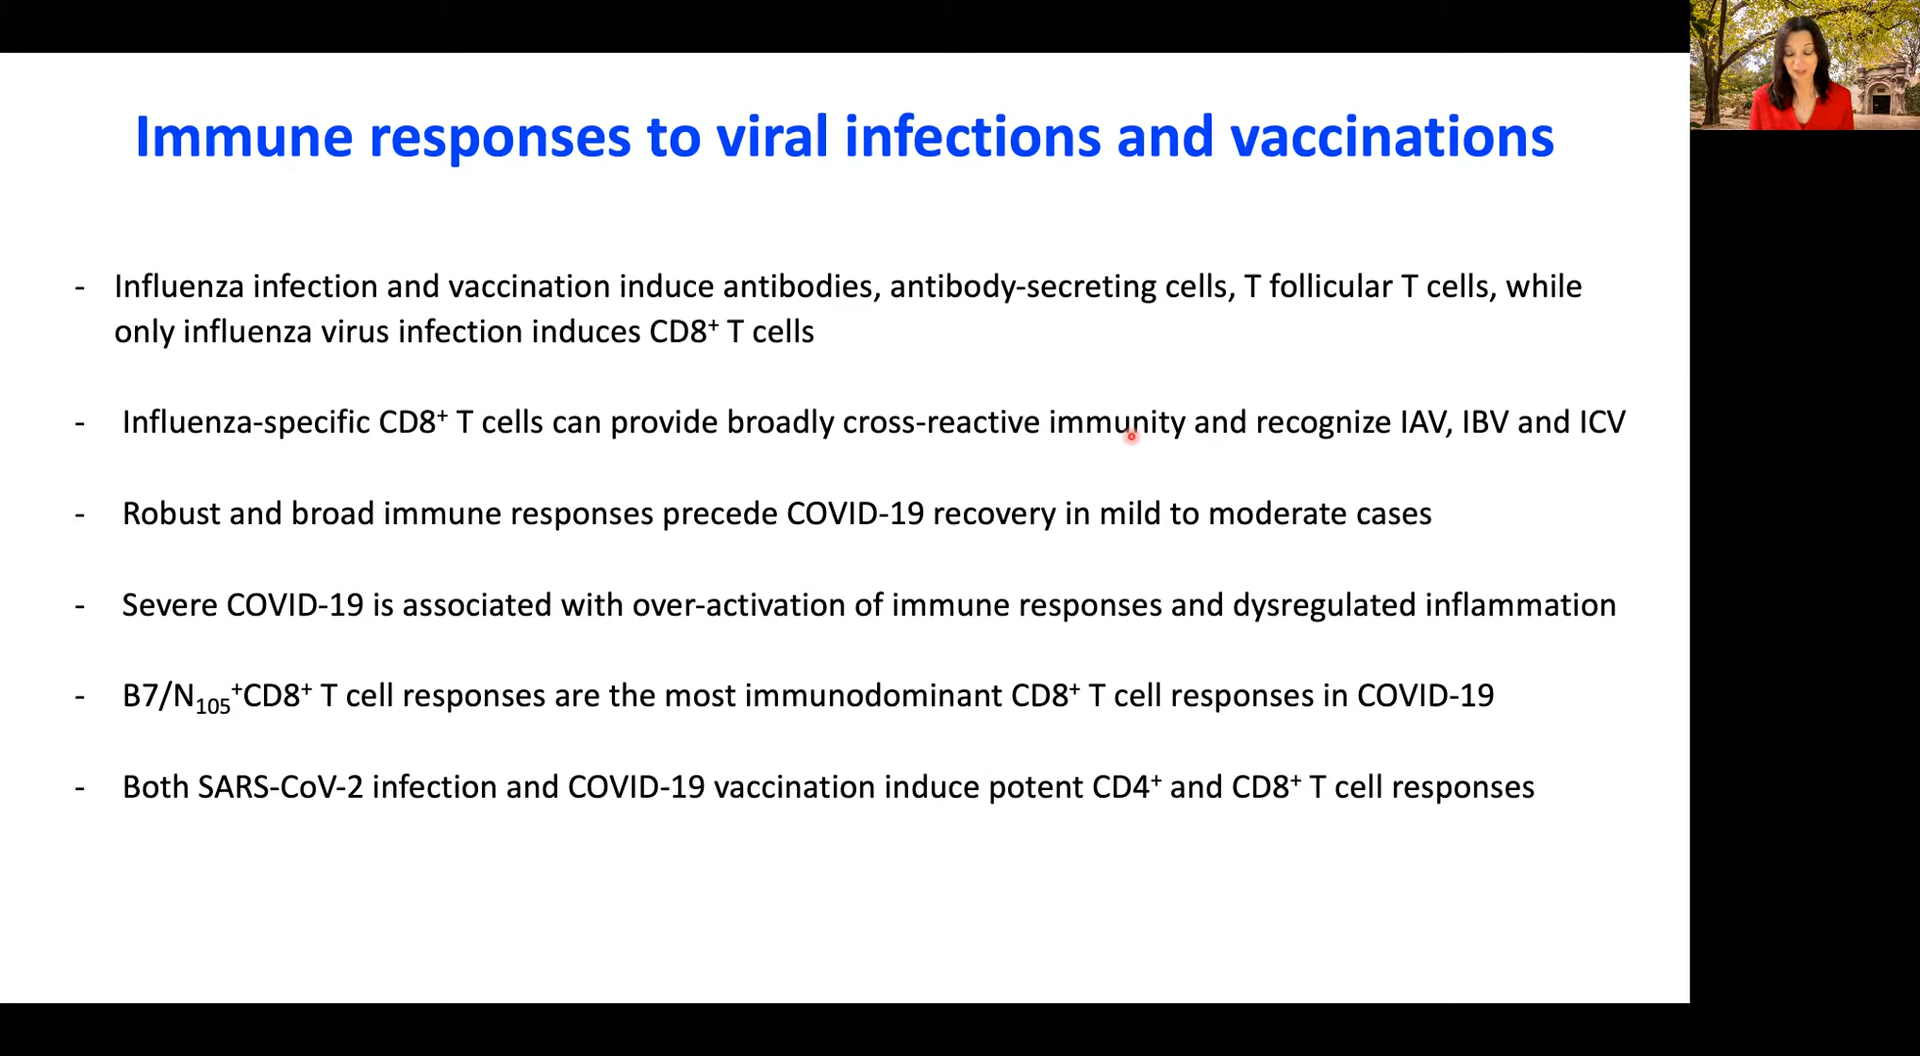 Immune responses to viral infections and vaccinations
- Influenza infection and vaccination induce antibodies, antibody-secreting cells, T follicular T cells, while
only influenza virus infection induces CD8⁺ T cells
- Influenza-specific CD8⁺ T cells can provide broadly cross-reactive immunity and recognize IAV, IBV and ICV
- Robust and broad immune responses precede COVID-19 recovery in mild to moderate cases
- Severe COVID-19 is associated with over-activation of immune responses and dysregulated inflammation
- B7/N₁₀₅⁺CD8⁺ T cell responses are the most immunodominant CD8⁺ T cell responses in COVID-19
- Both SARS-CoV-2 infection and COVID-19 vaccination induce potent CD4⁺ and CD8⁺ T cell responses